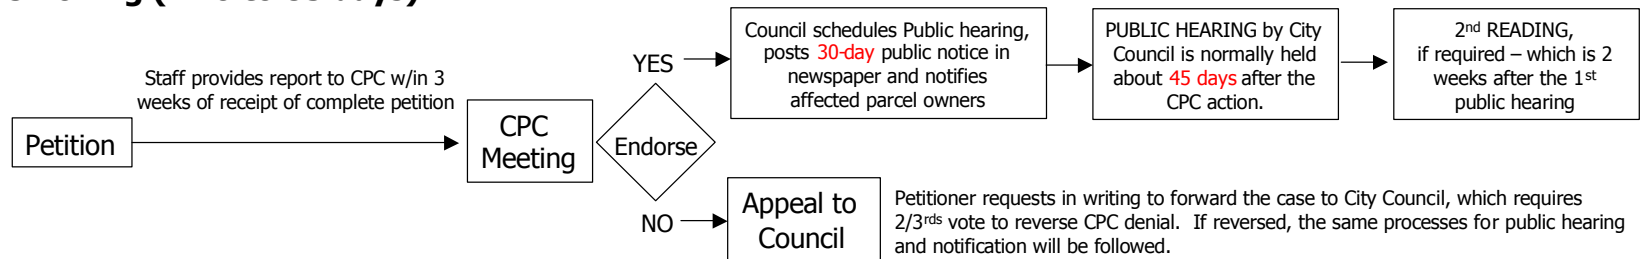 Petition
Staff provides report to CPC w/in 3
weeks of receipt of complete petition
CPC
Meeting
Endorse
YES
Council schedules Public hearing,
posts 30-day public notice in
newspaper and notifies
affected parcel owners
PUBLIC HEARING by City
Council is normally held
about 45 days after the
CPC action.
2nd READING,
if required – which is 2
weeks after the 1st
public hearing
NO
Appeal to
Council
Petitioner requests in writing to forward the case to City Council, which requires
2/3rds vote to reverse CPC denial.  If reversed, the same processes for public hearing
and notification will be followed.